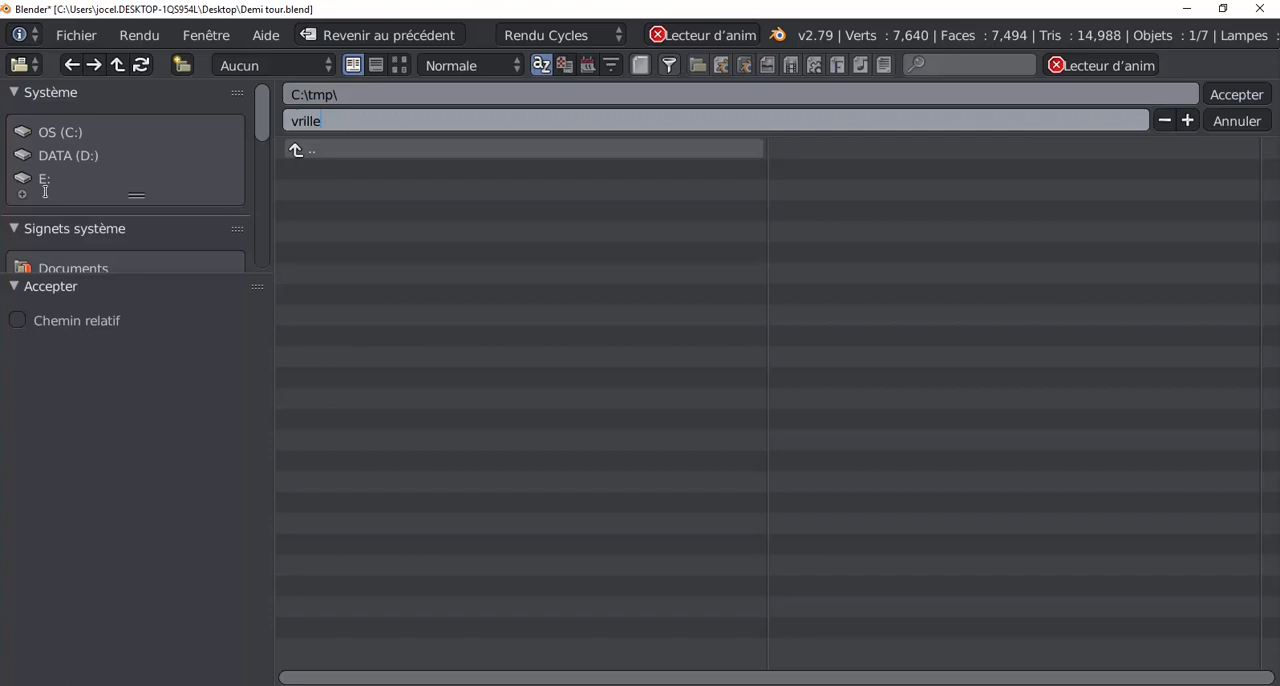 Blender* [C:\Users\jocel.DESKTOP-1QS954L\Desktop\Demi tour.blend]
Fichier Rendu Fenêtre Aide Revenir au précédent Rendu Cycles Lecteur d'anim v2.79 | Verts : 7,640 | Faces : 7,494 | Tris : 14,988 | Objets : 1/7 | Lampes :
Aucun Normale Lecteur d'anim
Système
C:\tmp\ Accepter
vrille Annuler
OS (C:)
..
DATA (D:)
E:
Signets système
Documents
Accepter
Chemin relatif